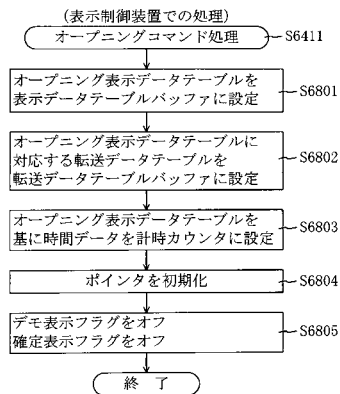 (表示制御装置での処理)
オープニングコマンド処理
S6411
オープニング表示データテーブルを
表示データテーブルバッファに設定
S6801
オープニング表示データテーブルに
対応する転送データテーブルを
転送データテーブルバッファに設定
S6802
オープニング表示データテーブルを
基に時間データを計時カウンタに設定
S6803
ポインタを初期化
S6804
デモ表示フラグをオフ
確定表示フラグをオフ
S6805
終 了